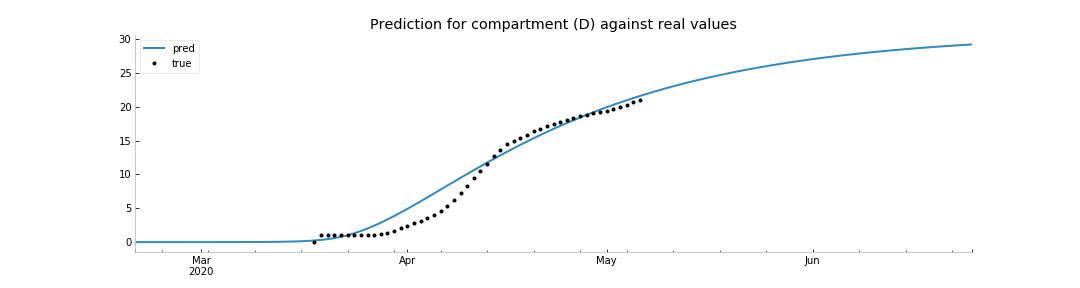 Prediction for compartment (D) against real values
pred
true
30
25
20
15
10
5
0
Mar
2020
Apr
May
Jun